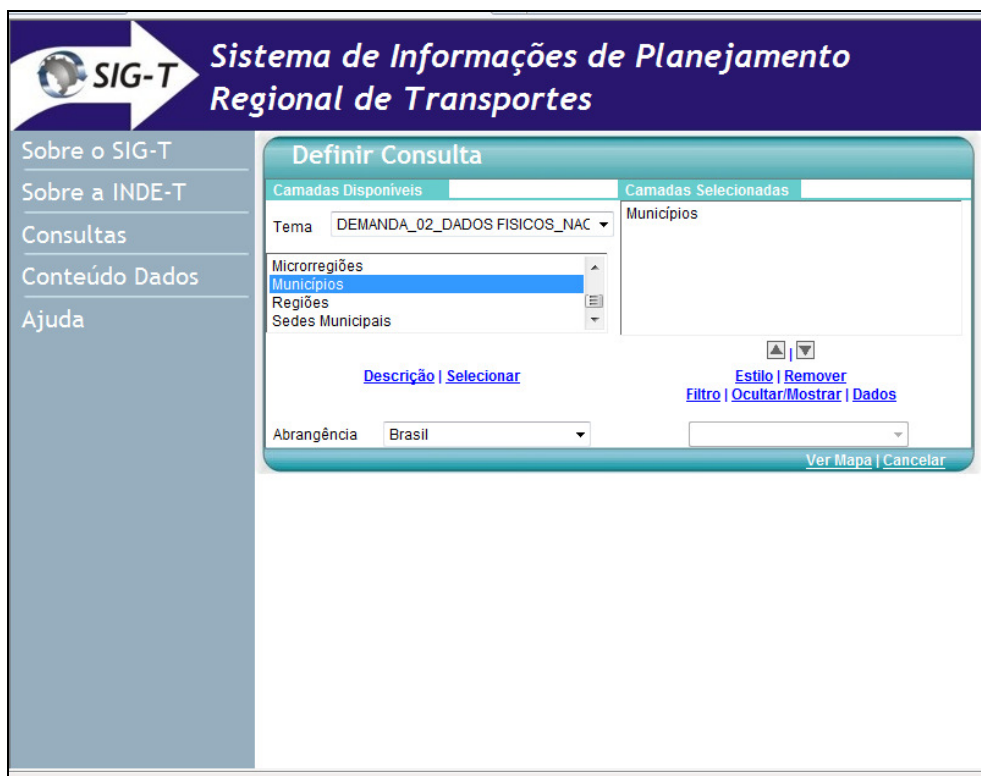 SIG-T
Sistema de Informações de Planejamento
Regional de Transportes
Sobre o SIG-T
Sobre a INDE-T
Consultas
Conteúdo Dados
Ajuda
Definir Consulta
Camadas Disponíveis
Camadas Selecionadas
Tema DEMANDA_02_DADOS FISICOS_NAC
Municípios
Microrregiões
Municípios
Regiões
Sedes Municipais
|
Descrição | Selecionar
Estilo | Remover
Filtro | Ocultar/Mostrar | Dados
Abrangência Brasil
Ver Mapa | Cancelar